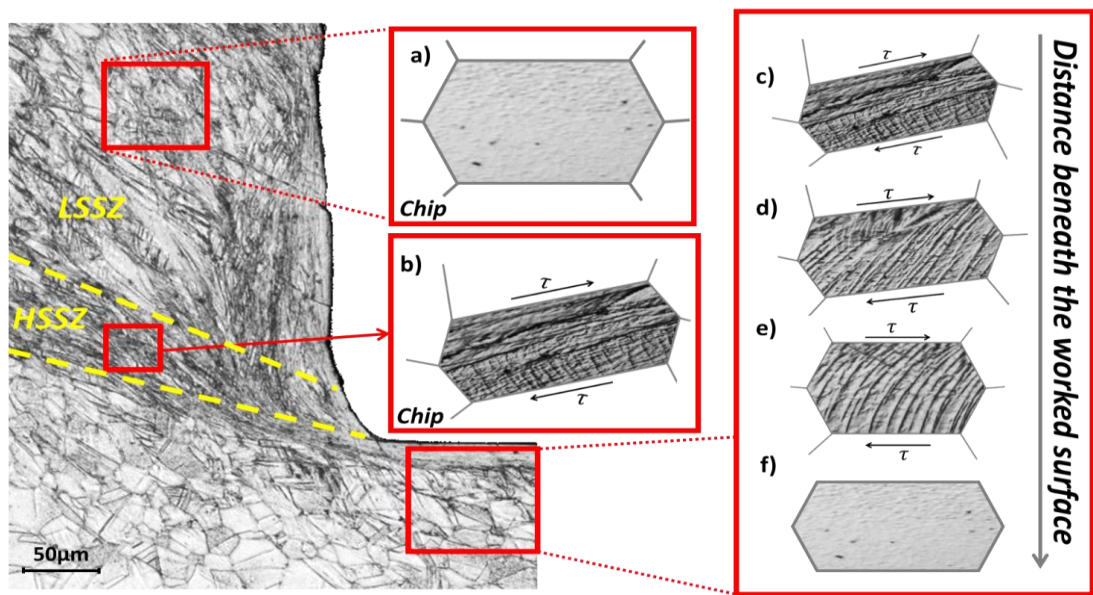 a)
Chip
LSSZ
HSSZ
b)
τ
τ
Chip
50μm
c)
τ
τ
d)
τ
τ
e)
τ
τ
f)
Distance beneath the worked surface